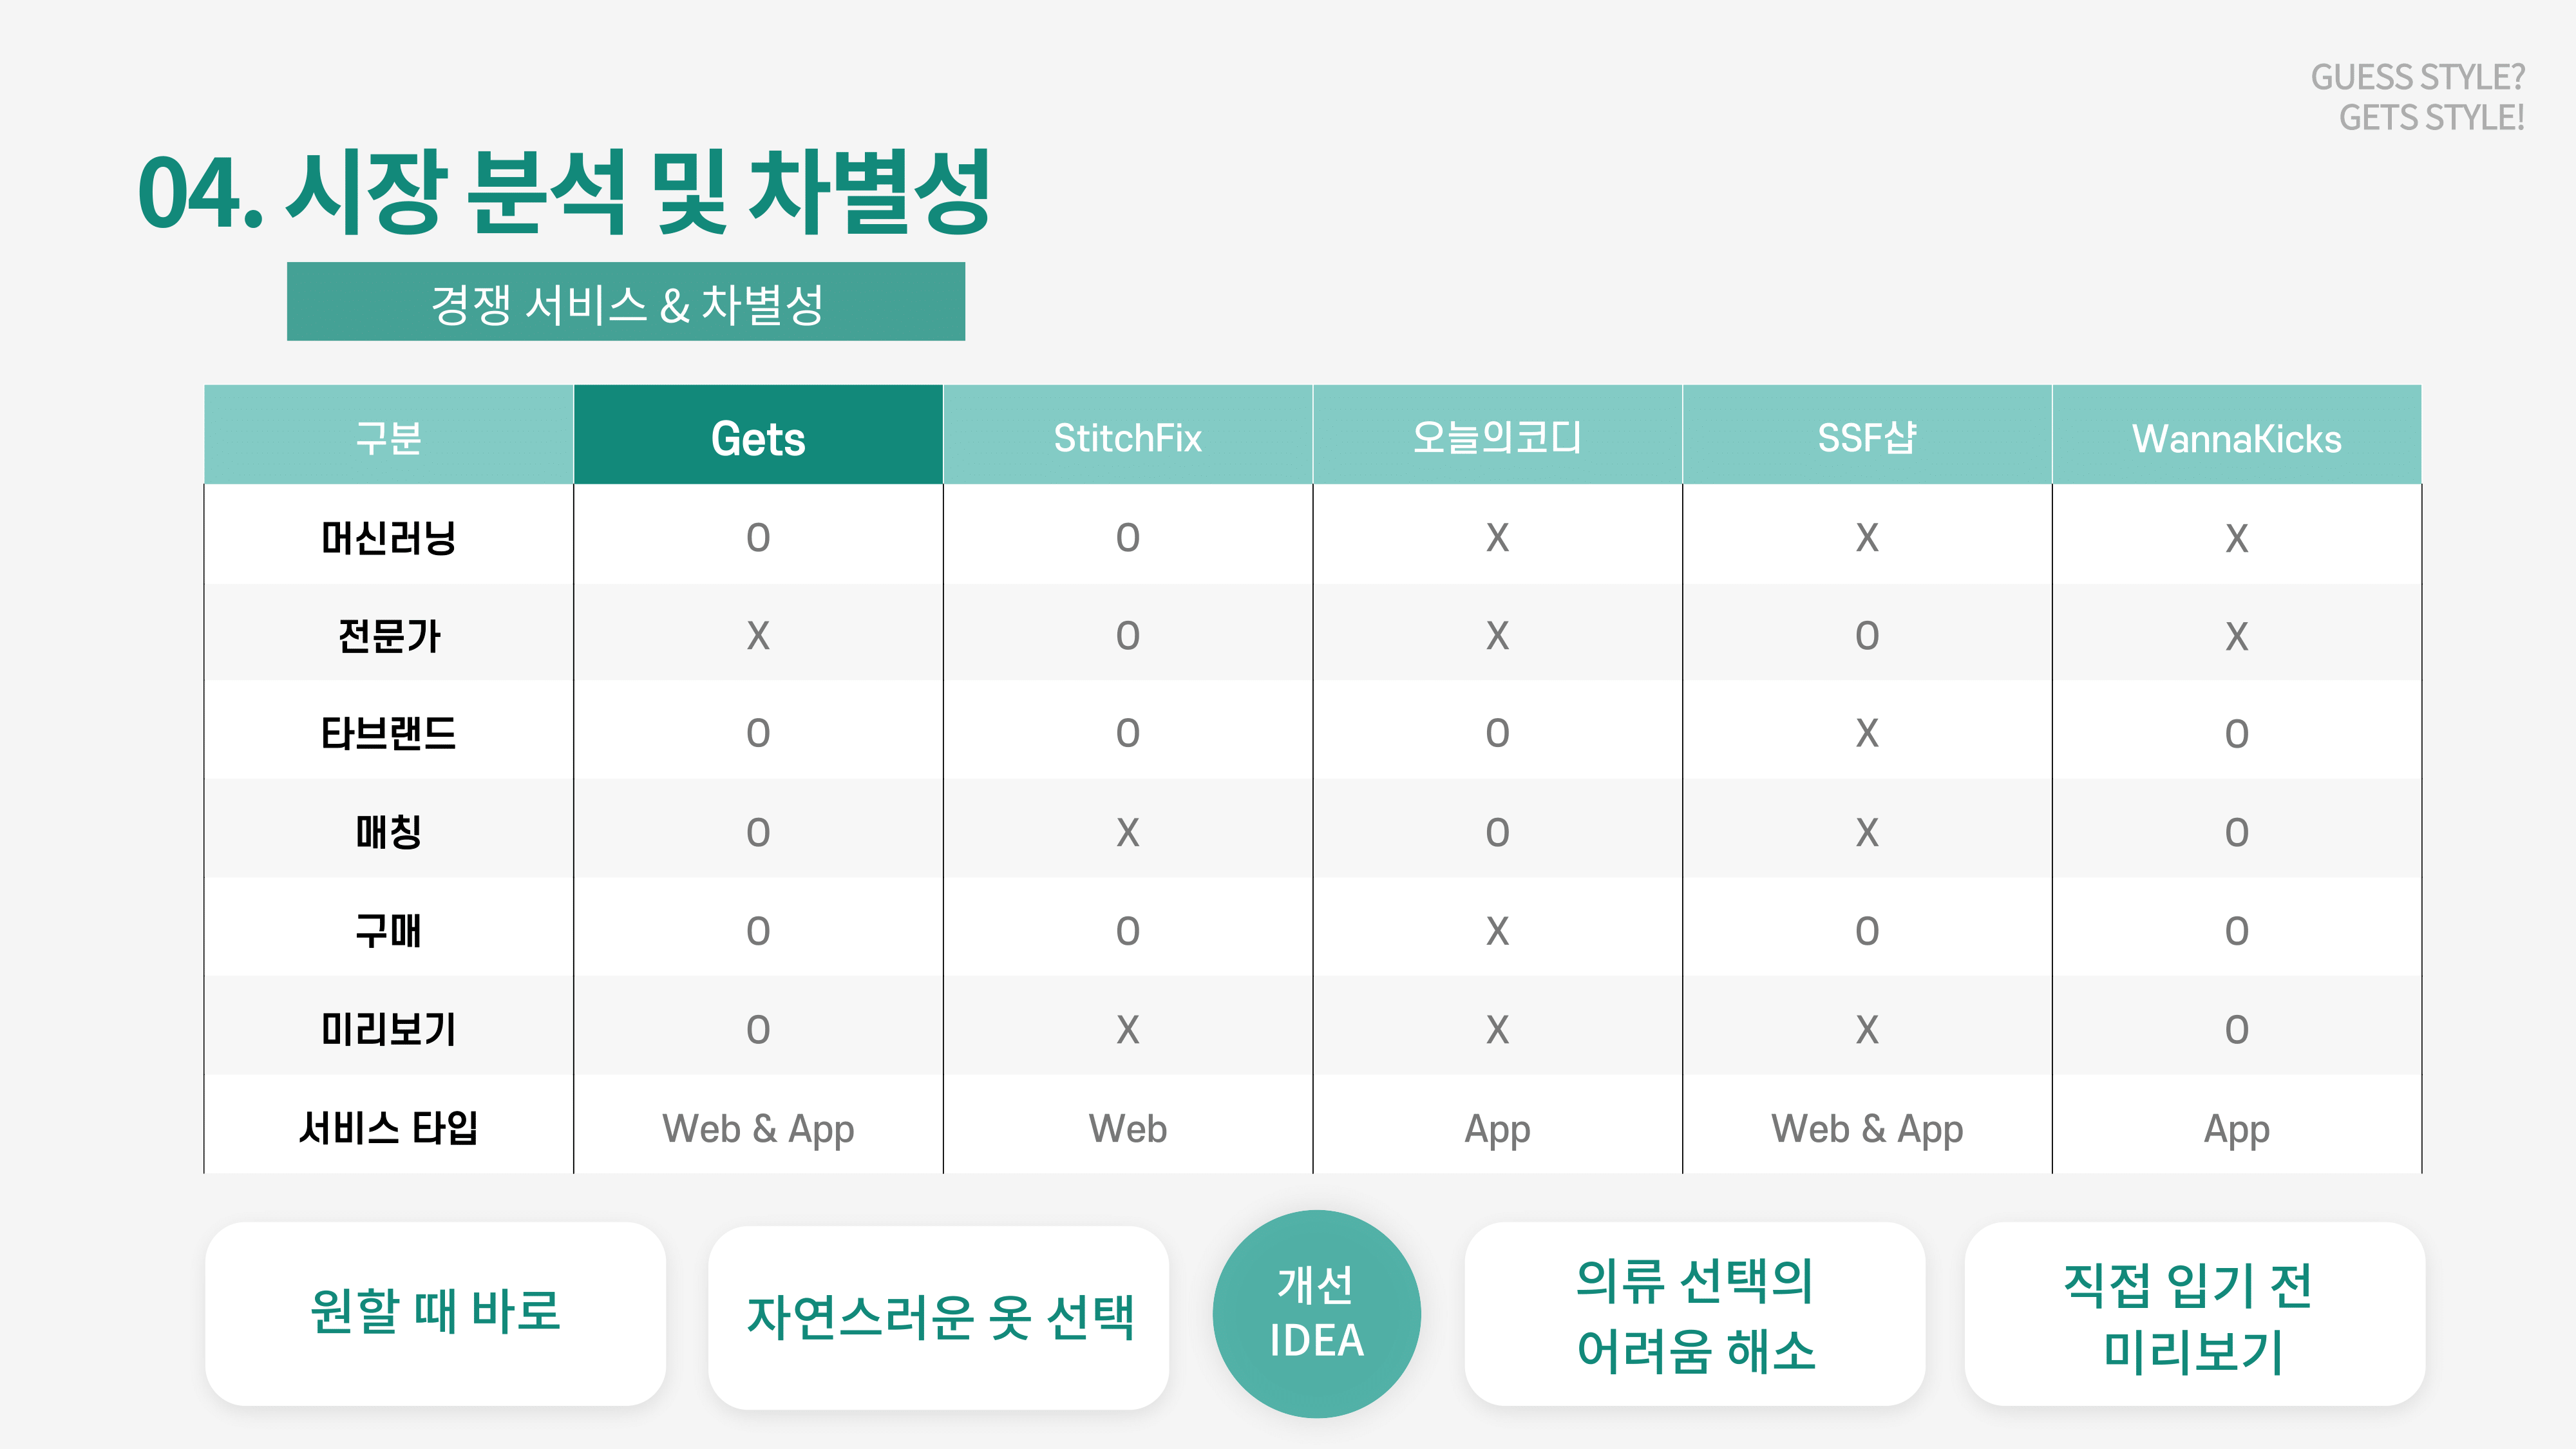 GUESS STYLE?
GETS STYLE!
04. 시장 분석 및 차별성
경쟁 서비스 & 차별성
구분 Gets StitchFix 오늘의코디 SSF샵 WannaKicks
머신러닝 O O X X X
전문가 X O X O X
타브랜드 O O O X O
매칭 O X O X O
구매 O O X O O
미리보기 O X X X O
서비스 타입 Web & App Web App Web & App App
원할 때 바로
자연스러운 옷 선택
개선
IDEA
의류 선택의
어려움 해소
직접 입기 전
미리보기